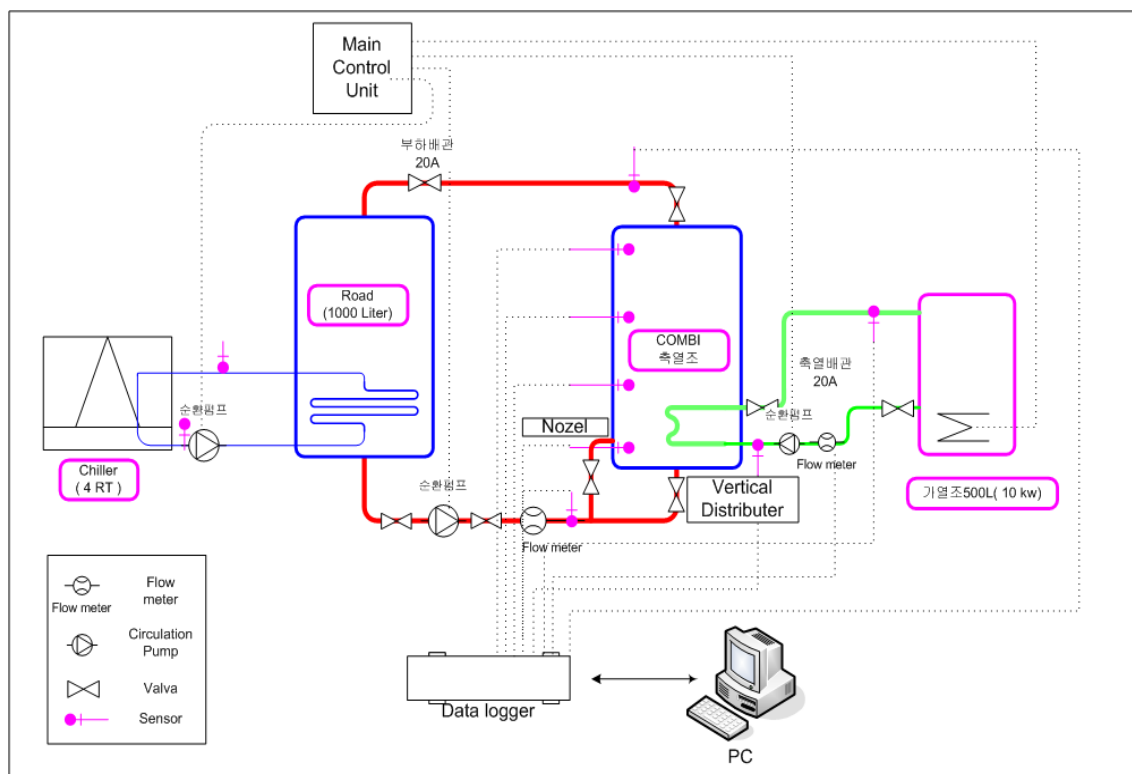 Main
Control
Unit
부하배관
20A
Road
(1000 Liter)
COMBI
축열조
축열배관
20A
순환펌프
순환펌프
Nozel
Flow meter
Chiller
( 4 RT )
순환펌프
Vertical
Distributer
가열조500L( 10 kw)
Flow meter
Flow meter
Flow
meter
Circulation
Pump
Valva
Sensor
Data logger
PC